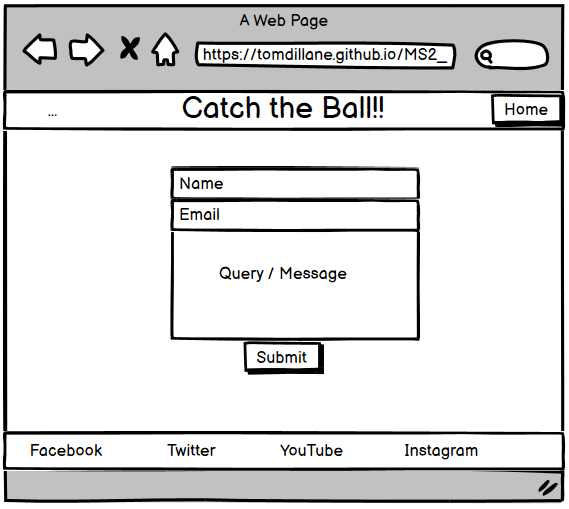 A Web Page
https://tomdillane.github.io/MS2_
...
Catch the Ball!!
Home
Name
Email
Query / Message
Submit
Facebook Twitter YouTube Instagram